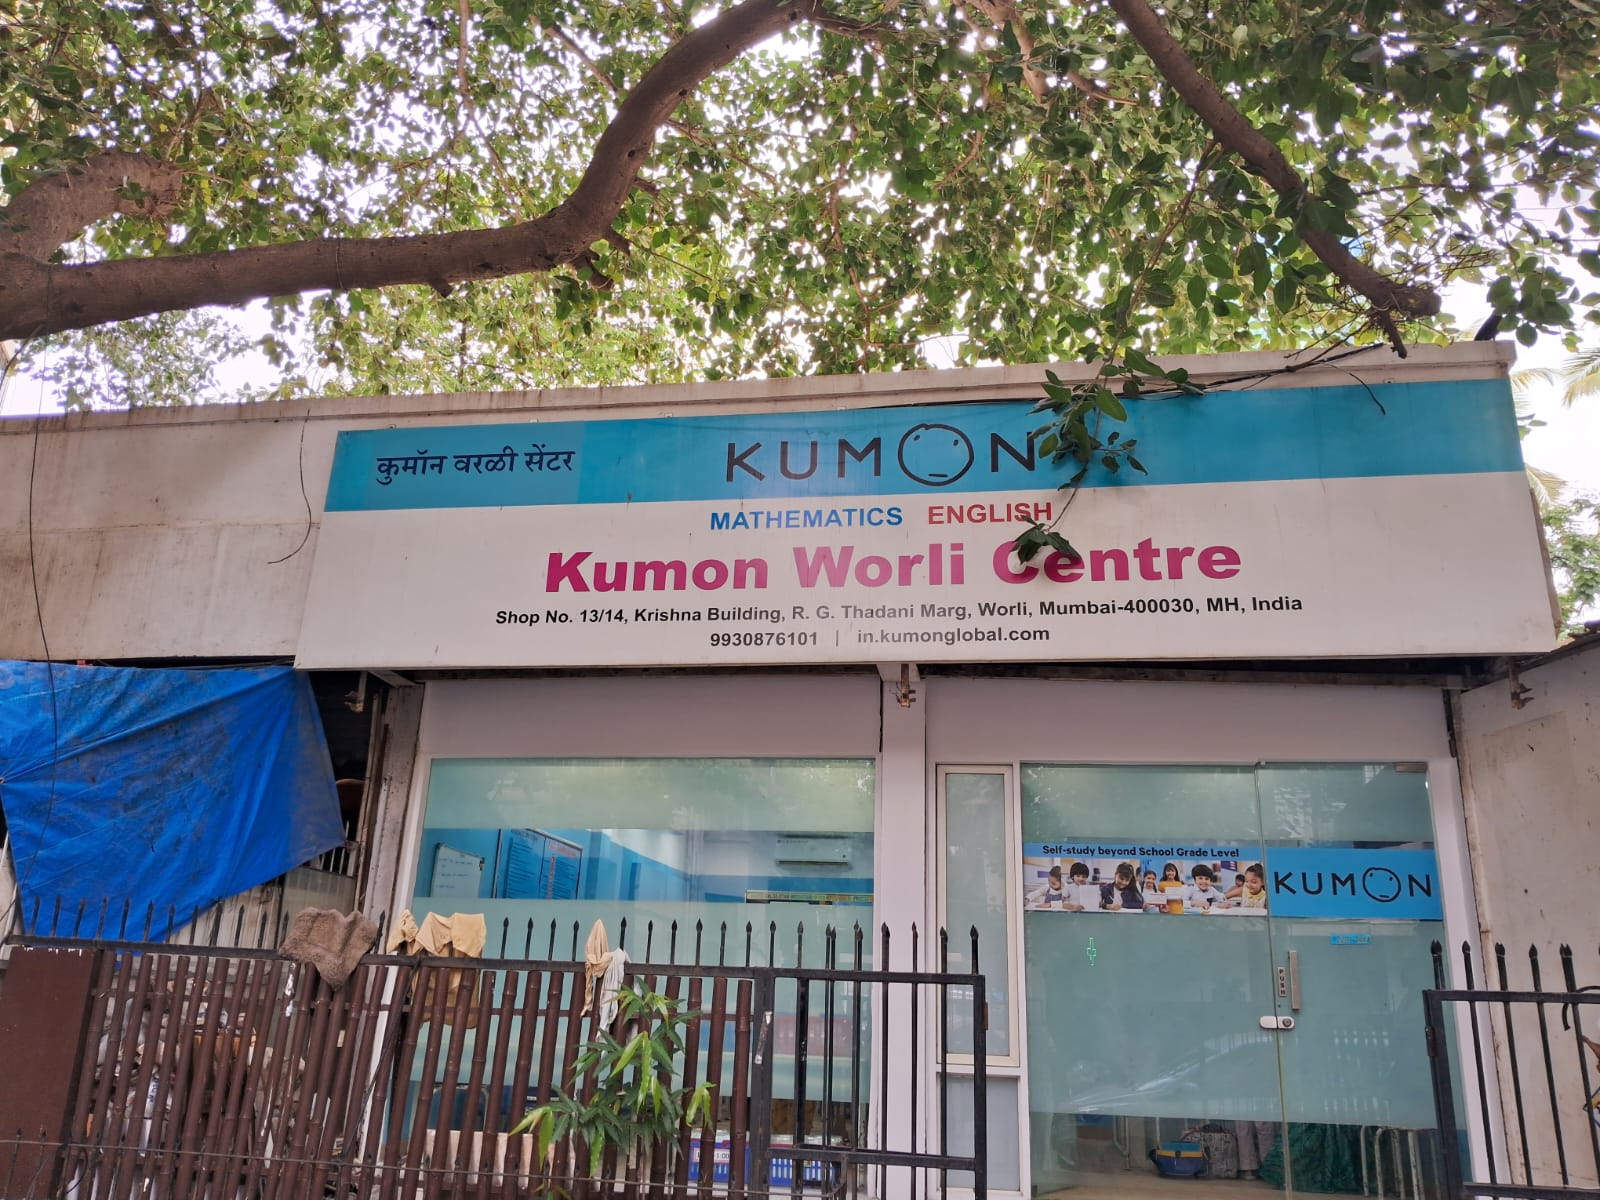 कुमॉन वरळी सेंटर
KUMON
MATHEMATICS ENGLISH
Kumon Worli Centre
Shop No. 13/14, Krishna Building, R. G. Thadani Marg, Worli, Mumbai-400030, MH, India
9930876101 | in.kumonglobal.com
Self-study beyond School Grade Level
KUMON
PUSH